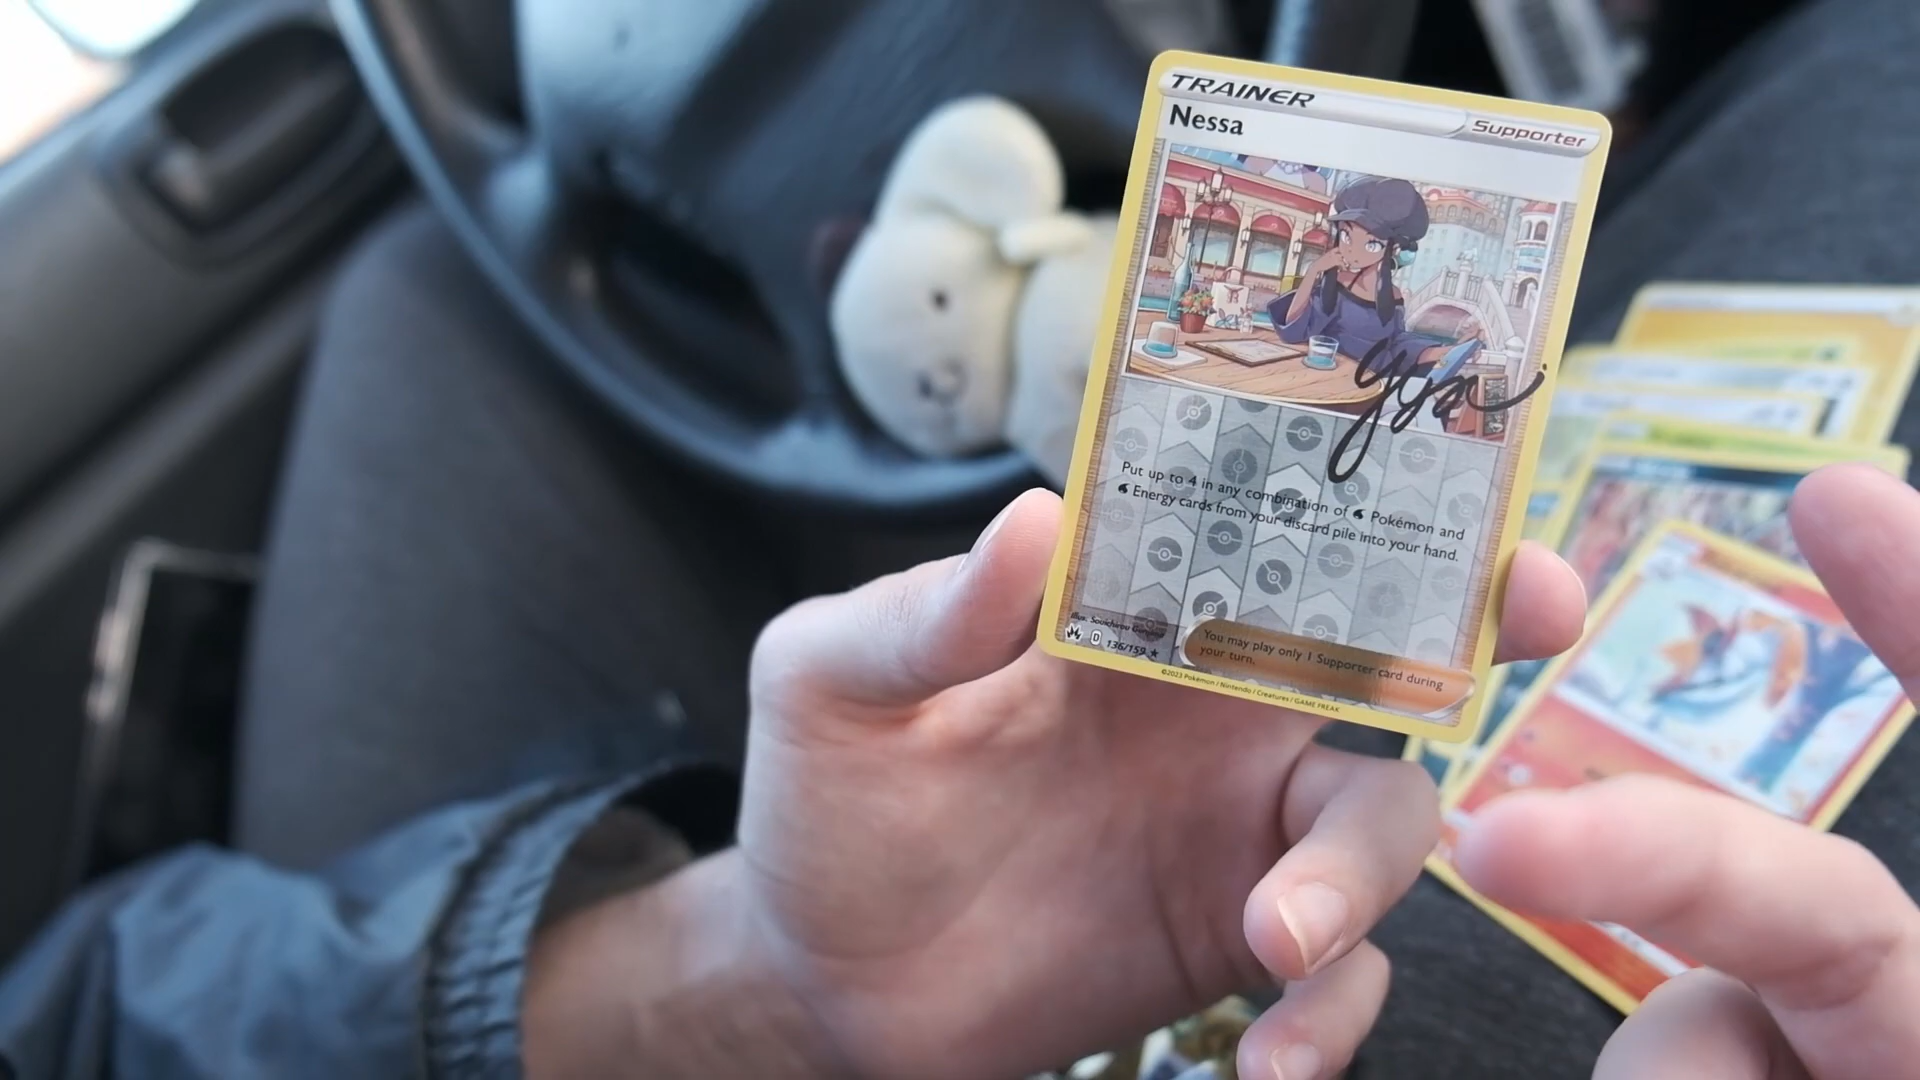 TRAINER
Supporter
Nessa
Put up to 4 in any combination of Pokémon and
Energy cards from your discard pile into your hand.
Illus. Souichirou Gunjima
D 136/159 ★
You may play only 1 Supporter card during
your turn.
©2023 Pokémon / Nintendo / Creatures / GAME FREAK